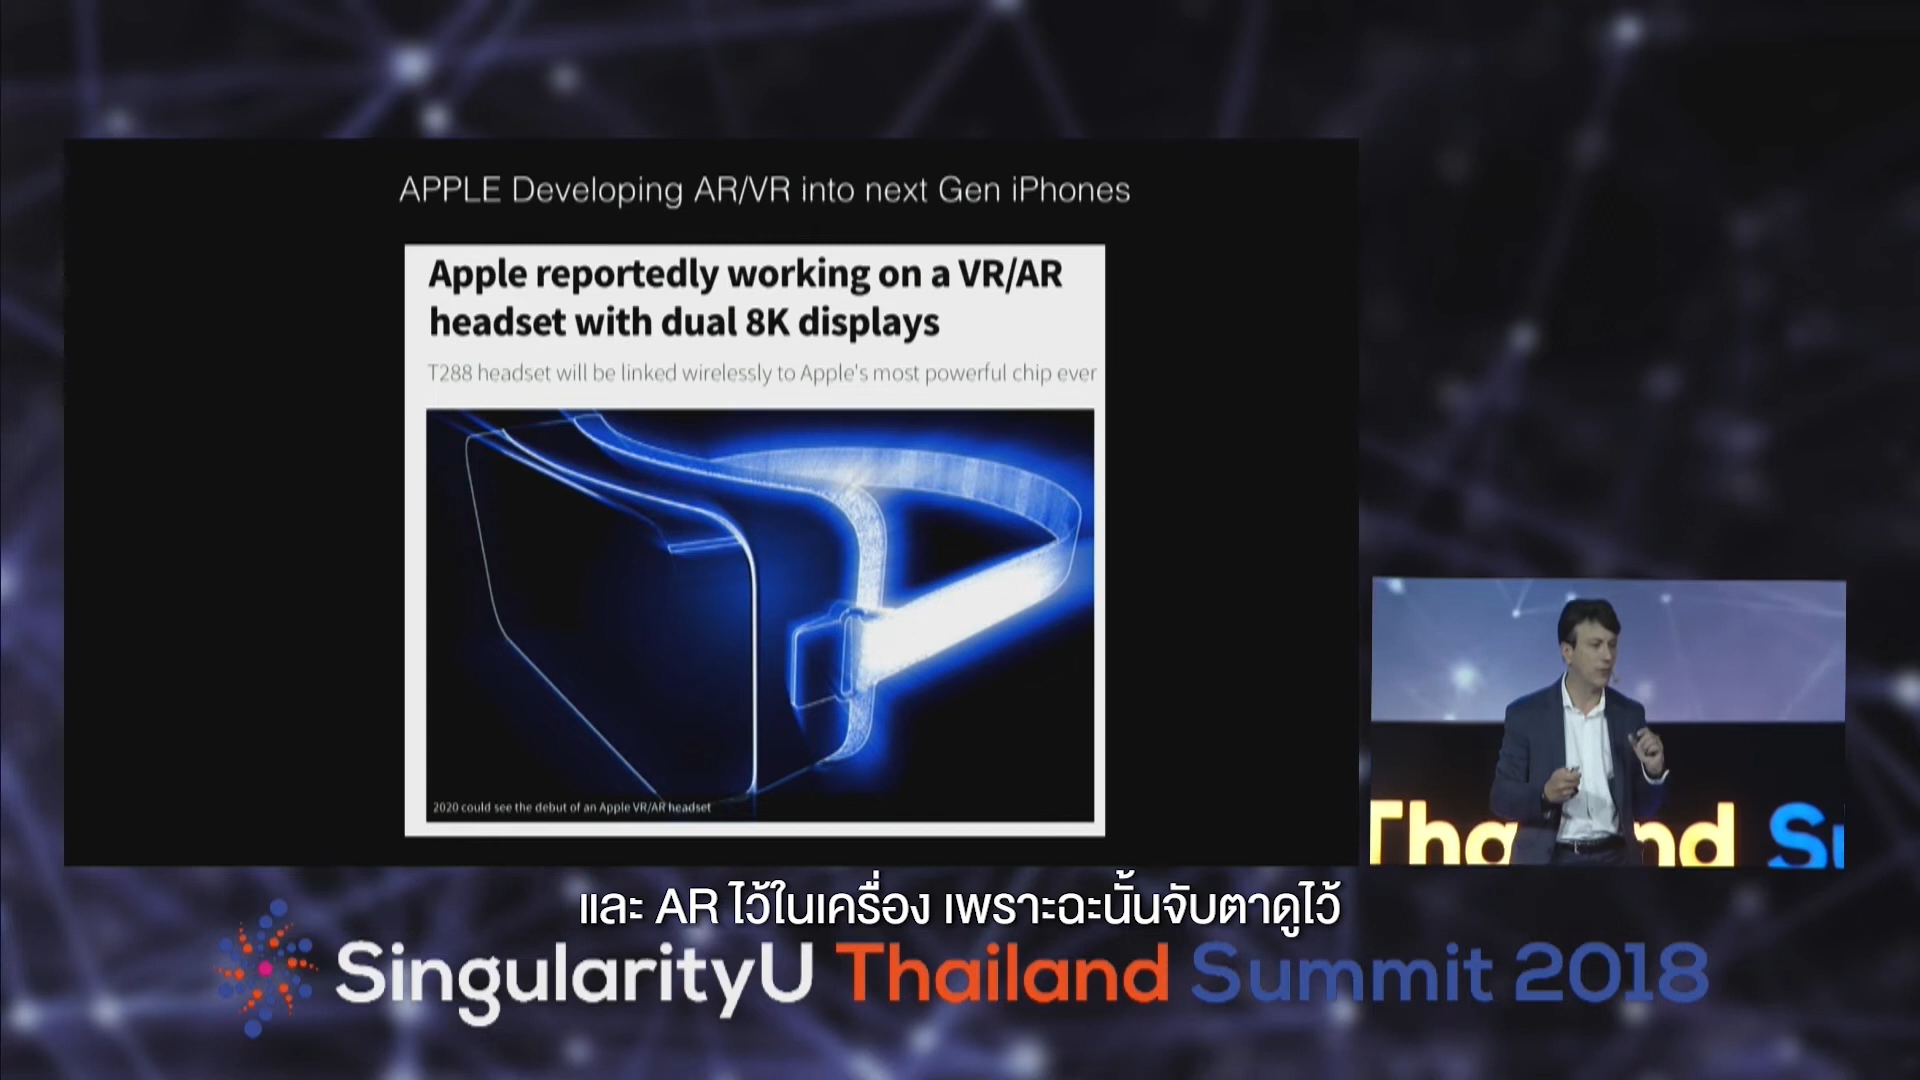 APPLE Developing AR/VR into next Gen iPhones
Apple reportedly working on a VR/AR
headset with dual 8K displays
T288 headset will be linked wirelessly to Apple's most powerful chip ever
2020 could see the debut of an Apple VR/AR headset
Tha nd Su
และ AR ไว้ในเครื่อง เพราะฉะนั้นจับตาดูไว้
SingularityU Thailand Summit 2018